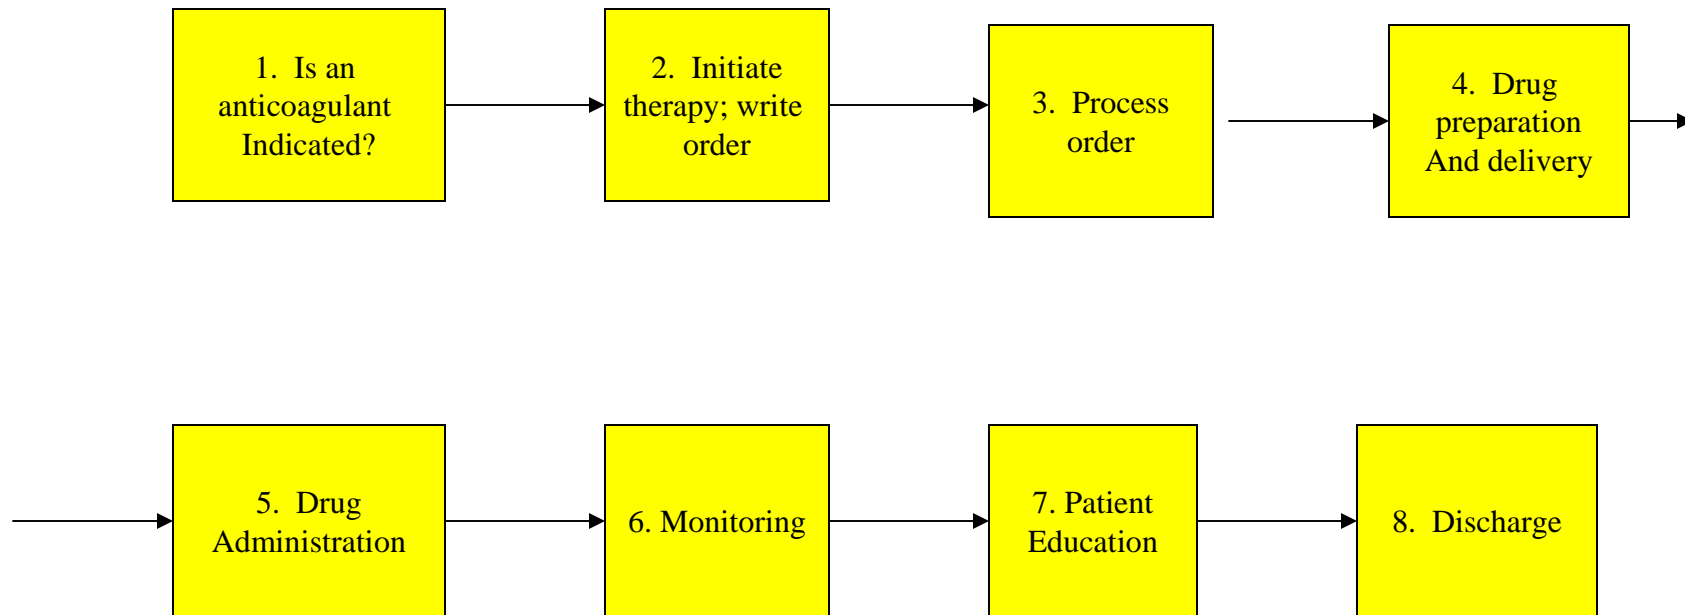 1. Is an
anticoagulant
Indicated?
2. Initiate
therapy; write
order
3. Process
order
4. Drug
preparation
And delivery
5. Drug
Administration
6. Monitoring
7. Patient
Education
8. Discharge